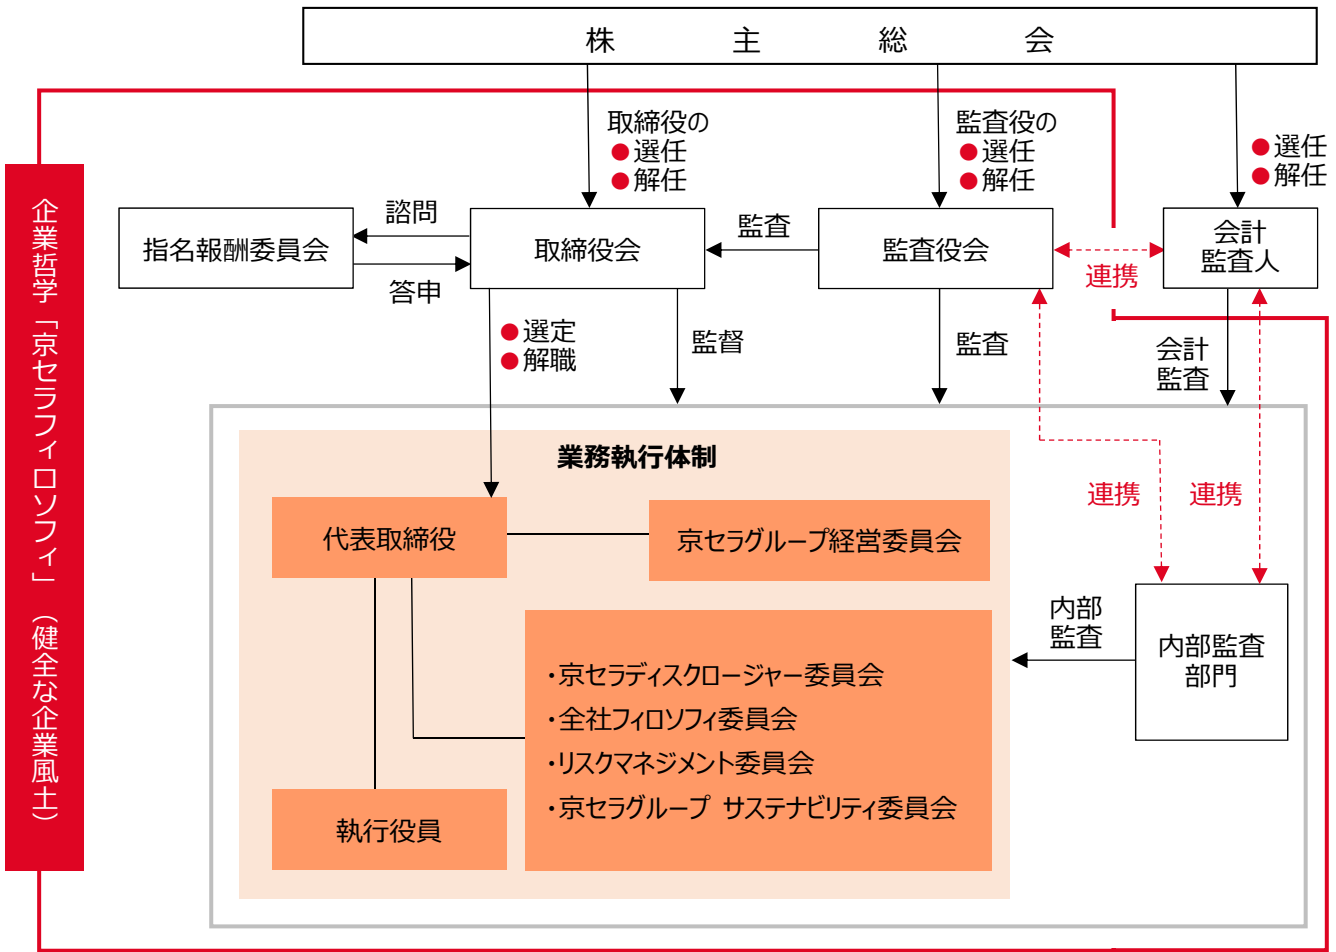 株主総会
取締役の
●選任
●解任
監査役の
●選任
●解任
●選任
●解任
企業哲学「京セラフィロソフィ」（健全な企業風土）
指名報酬委員会
諮問
答申
取締役会
監査
監査役会
連携
会計
監査人
●選定
●解職
監督
監査
会計
監査
業務執行体制
代表取締役
京セラグループ経営委員会
連携
連携
内部
監査
内部監査
部門
・京セラディスクロージャー委員会
・全社フィロソフィ委員会
・リスクマネジメント委員会
・京セラグループ サステナビリティ委員会
執行役員